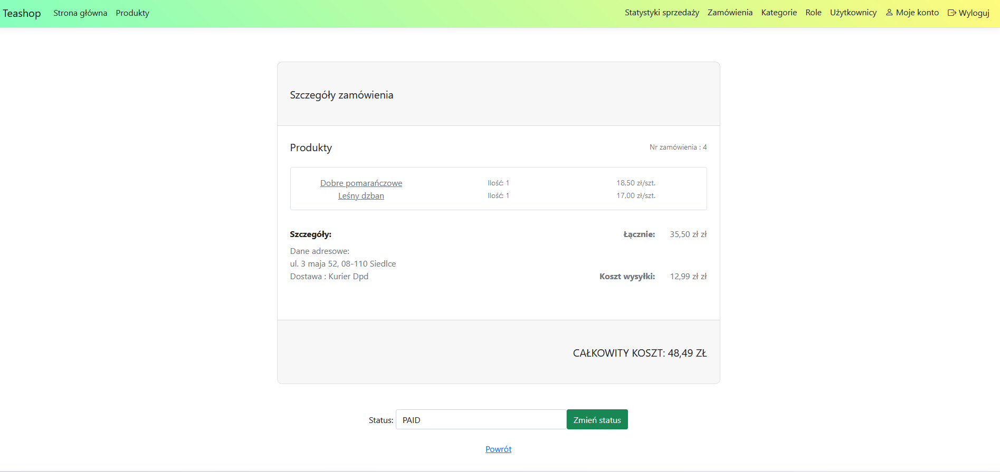 Teashop Strona główna Produkty Statystyki sprzedaży Zamówienia Kategorie Role Użytkownicy Moje konto Wyloguj
Szczegóły zamówienia
Produkty Nr zamówienia : 4
Dobre pomarańczowe Ilość: 1 18,50 zł/szt.
Leśny dzban Ilość: 1 17,00 zł/szt.
Szczegóły: Łącznie: 35,50 zł zł
Dane adresowe:
ul. 3 maja 52, 08-110 Siedlce
Dostawa : Kurier Dpd Koszt wysyłki: 12,99 zł zł
CAŁKOWITY KOSZT: 48,49 ZŁ
Status: PAID Zmień status
Powrót